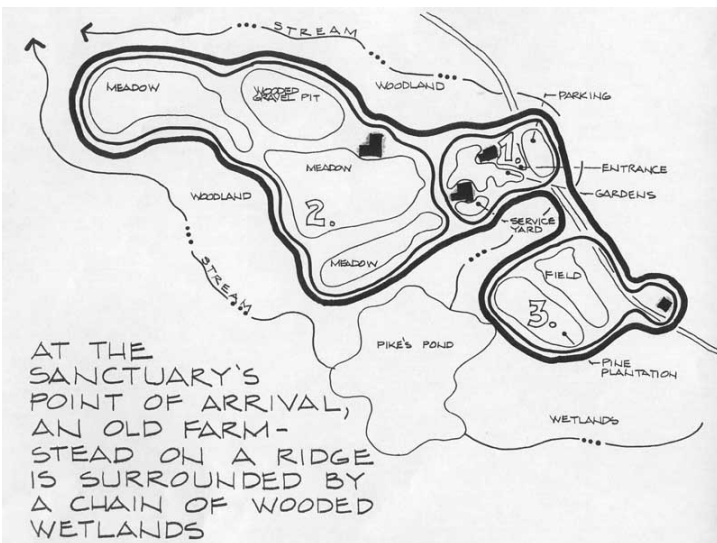 STREAM
WOODLAND
PARKING
MEADOW
WOODED
GRAVEL PIT
1.
ENTRANCE
MEADOW
GARDENS
WOODLAND
2.
SERVICE
YARD
MEADOW
STREAM
FIELD
3.
PIKE'S POND
PINE
PLANTATION
WETLANDS
AT THE
SANCTUARY'S
POINT OF ARRIVAL,
AN OLD FARM-
STEAD ON A RIDGE
IS SURROUNDED BY
A CHAIN OF WOODED
WETLANDS